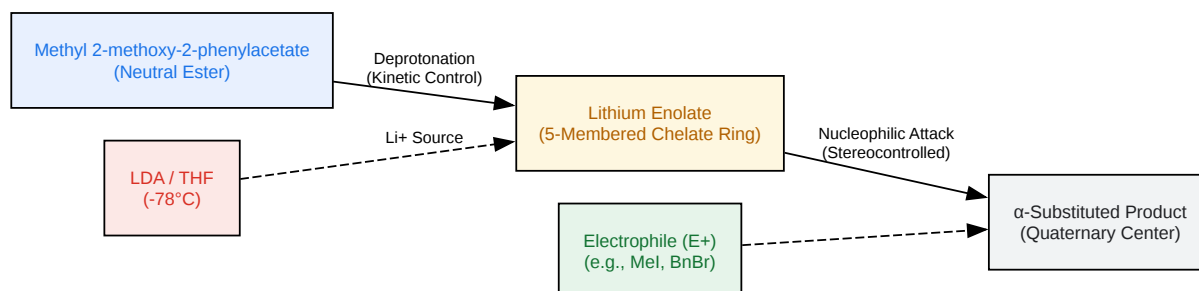 Methyl 2-methoxy-2-phenylacetate
(Neutral Ester)
Deprotonation
(Kinetic Control)
Lithium Enolate
(5-Membered Chelate Ring)
LDA / THF
(-78°C)
Li+ Source
Nucleophilic Attack
(Stereocontrolled)
Electrophile (E+)
(e.g., MeI, BnBr)
α-Substituted Product
(Quaternary Center)